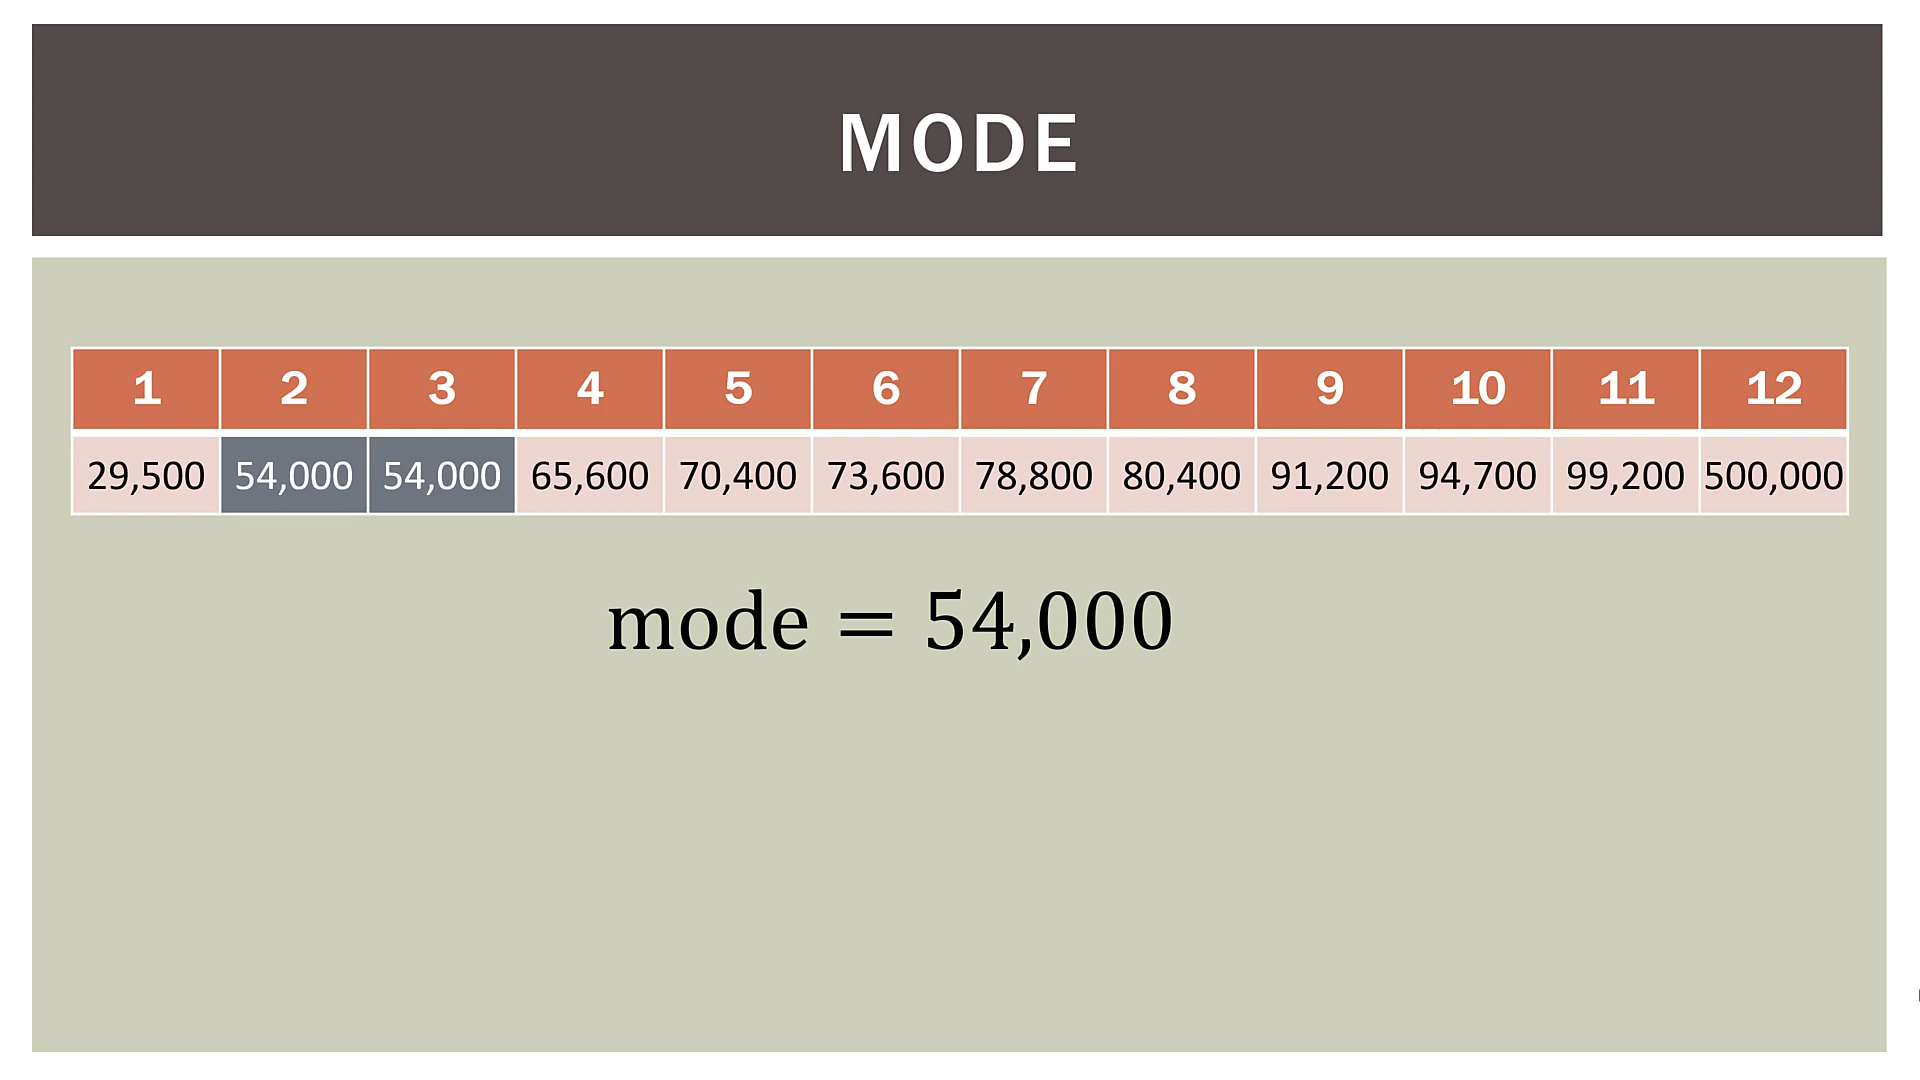 MODE
1 2 3 4 5 6 7 8 9 10 11 12
29,500 54,000 54,000 65,600 70,400 73,600 78,800 80,400 91,200 94,700 99,200 500,000
mode = 54,000